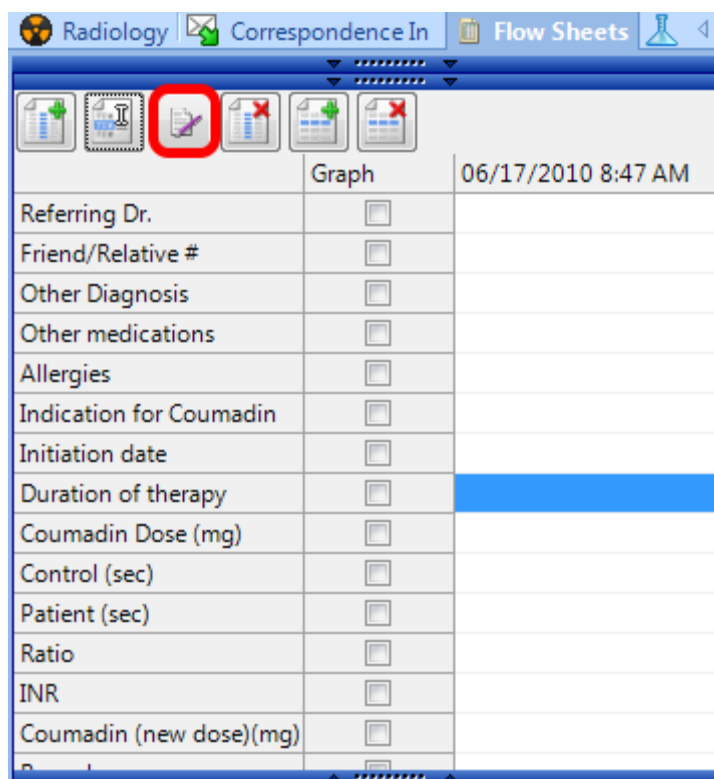 Radiology Correspondence In Flow Sheets
Graph 06/17/2010 8:47 AM
Referring Dr.
Friend/Relative #
Other Diagnosis
Other medications
Allergies
Indication for Coumadin
Initiation date
Duration of therapy
Coumadin Dose (mg)
Control (sec)
Patient (sec)
Ratio
INR
Coumadin (new dose)(mg)